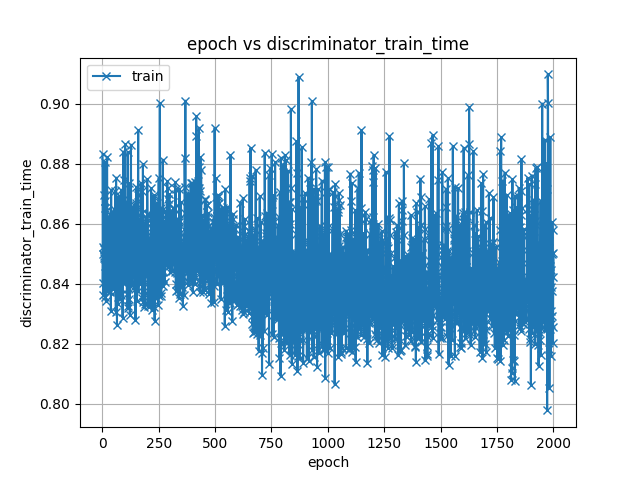 epoch vs discriminator_train_time
train
discriminator_train_time
0.90
0.88
0.86
0.84
0.82
0.80
0 250 500 750 1000 1250 1500 1750 2000
epoch